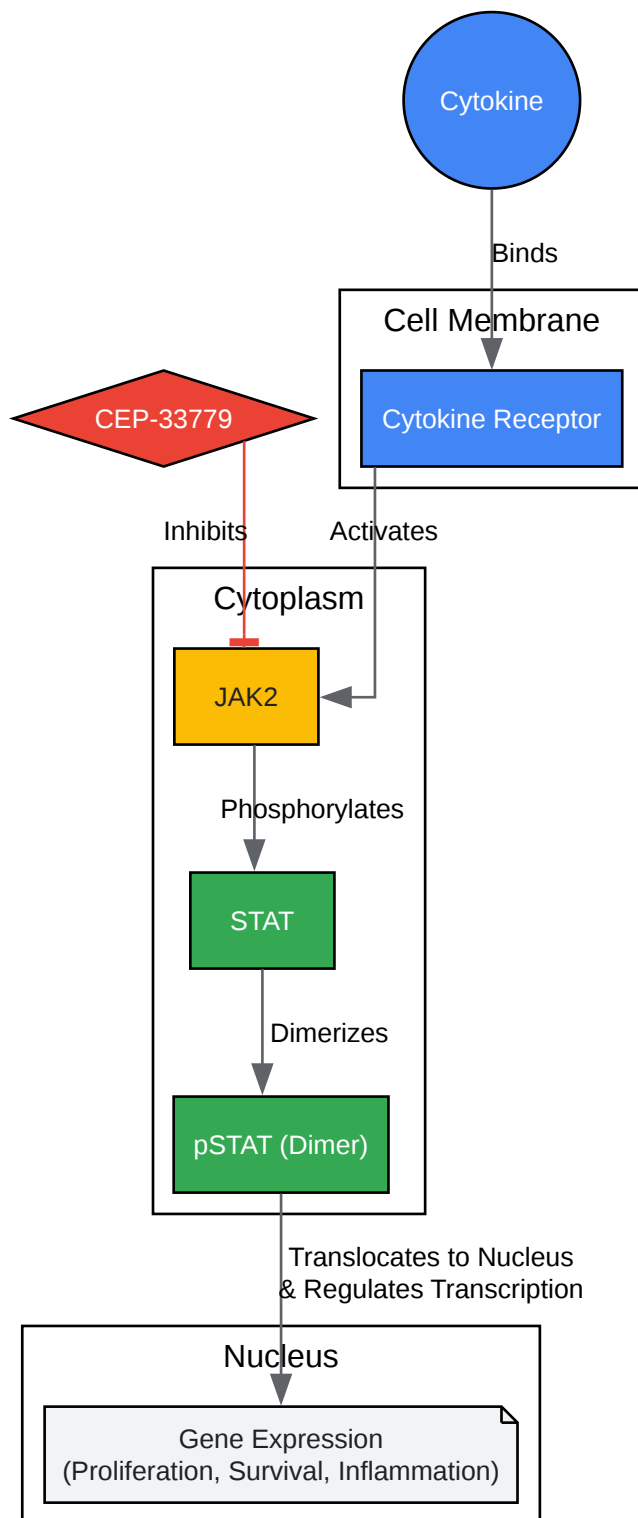 Cytokine
Binds
Cell Membrane
Cytokine Receptor
CEP-33779
Inhibits
Activates
Cytoplasm
JAK2
Phosphorylates
STAT
Dimerizes
pSTAT (Dimer)
Translocates to Nucleus
& Regulates Transcription
Nucleus
Gene Expression
(Proliferation, Survival, Inflammation)